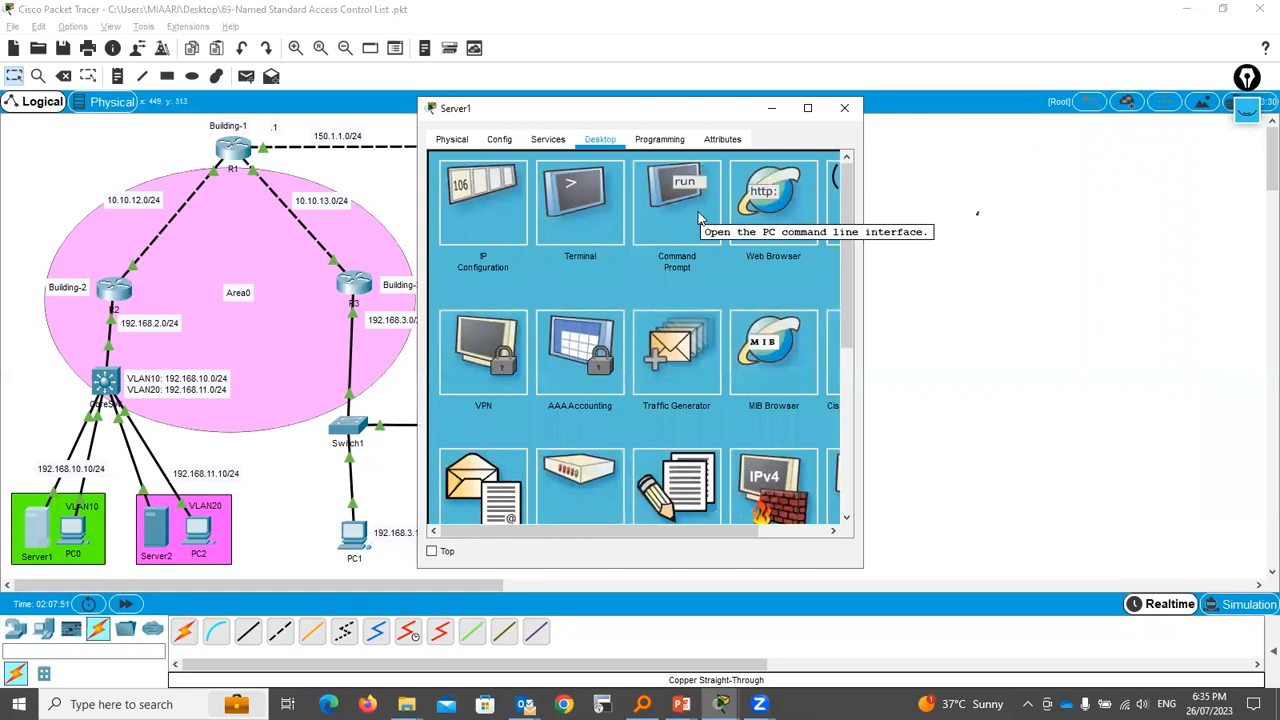 Cisco Packet Tracer - C:\Users\MIAARI\Desktop\69-Named Standard Access Control List .pkt
File Edit Options View Tools Extensions Help
Logical Physical x: 449, y: 313 [Root]
Server1
Physical Config Services Desktop Programming Attributes
106
>
run
http:
Open the PC command line interface.
IP Configuration
Terminal
Command Prompt
Web Browser
MIB
VPN
AAA Accounting
Traffic Generator
MIB Browser
Cis
@
IPv4
Top
Building-1
.1
150.1.1.0/24
R1
10.10.12.0/24
10.10.13.0/24
Building-2
Area0
Building-
R3
192.168.2.0/24
192.168.3.0/
VLAN10: 192.168.10.0/24
VLAN20: 192.168.11.0/24
Switch1
192.168.10.10/24
192.168.11.10/24
VLAN10
VLAN20
192.168.3.
Server1
PC0
Server2
PC2
PC1
Time: 02:07:51
Realtime
Simulation
Copper Straight-Through
Type here to search
37°C Sunny
ENG
6:35 PM
26/07/2023